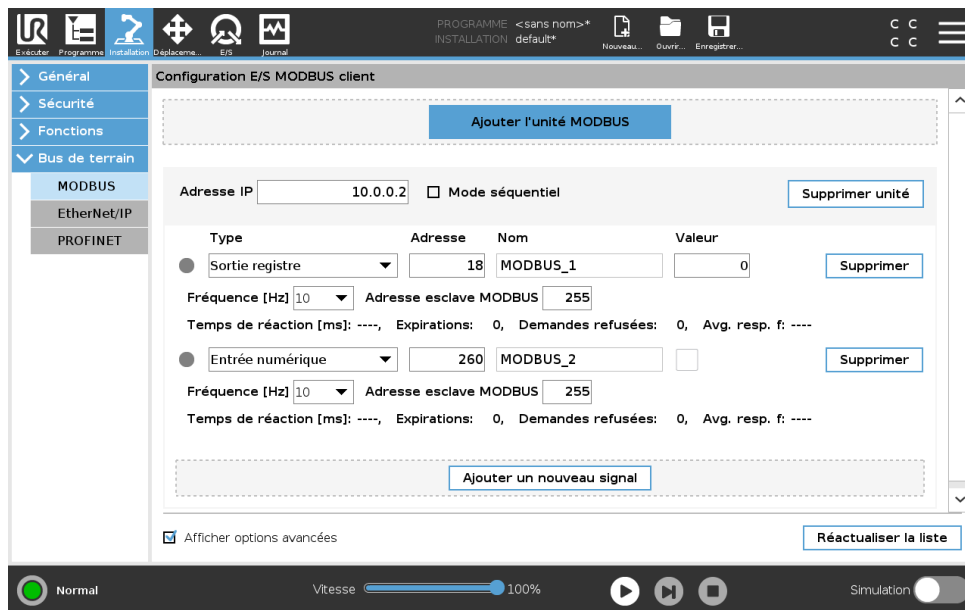 UR
PROGRAMME <sans nom>*
INSTALLATION default*
Exécuter Programme Installation Déplaceme... E/S Journal Nouveau... Ouvrir... Enregistrer...
C C
C C
Général
Sécurité
Fonctions
Bus de terrain
MODBUS
EtherNet/IP
PROFINET
Configuration E/S MODBUS client
Ajouter l'unité MODBUS
Adresse IP 10.0.0.2 Mode séquentiel Supprimer unité
Type Adresse Nom Valeur
Sortie registre 18 MODBUS_1 0 Supprimer
Fréquence [Hz] 10 Adresse esclave MODBUS 255
Temps de réaction [ms]: ----, Expirations: 0, Demandes refusées: 0, Avg. resp. f: ----
Entrée numérique 260 MODBUS_2 Supprimer
Fréquence [Hz] 10 Adresse esclave MODBUS 255
Temps de réaction [ms]: ----, Expirations: 0, Demandes refusées: 0, Avg. resp. f: ----
Ajouter un nouveau signal
Afficher options avancées Réactualiser la liste
Normal Vitesse 100% Simulation